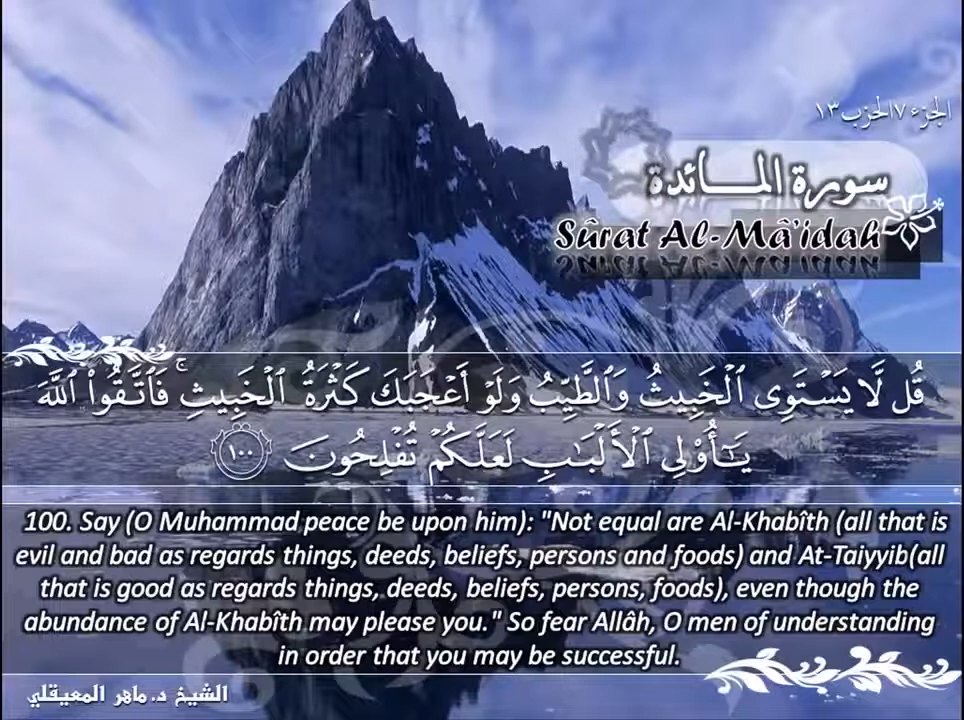 الجزء ٧ الحزب ١٣
سورة المائدة
Sûrat Al-Mâ'idah
قُل لَّا يَسْتَوِى ٱلْخَبِيثُ وَٱلطَّيِّبُ وَلَوْ أَعْجَبَكَ كَثْرَةُ ٱلْخَبِيثِ ۚ فَٱتَّقُوا۟ ٱللَّهَ
يَـٰٓأُو۟لِى ٱلْأَلْبَـٰبِ لَعَلَّكُمْ تُفْلِحُونَ ١٠٠
100. Say (O Muhammad peace be upon him): "Not equal are Al-Khabîth (all that is
evil and bad as regards things, deeds, beliefs, persons and foods) and At-Taiyyib(all
that is good as regards things, deeds, beliefs, persons, foods), even though the
abundance of Al-Khabîth may please you." So fear Allâh, O men of understanding
in order that you may be successful.
الشيخ د. ماهر المعيقلي